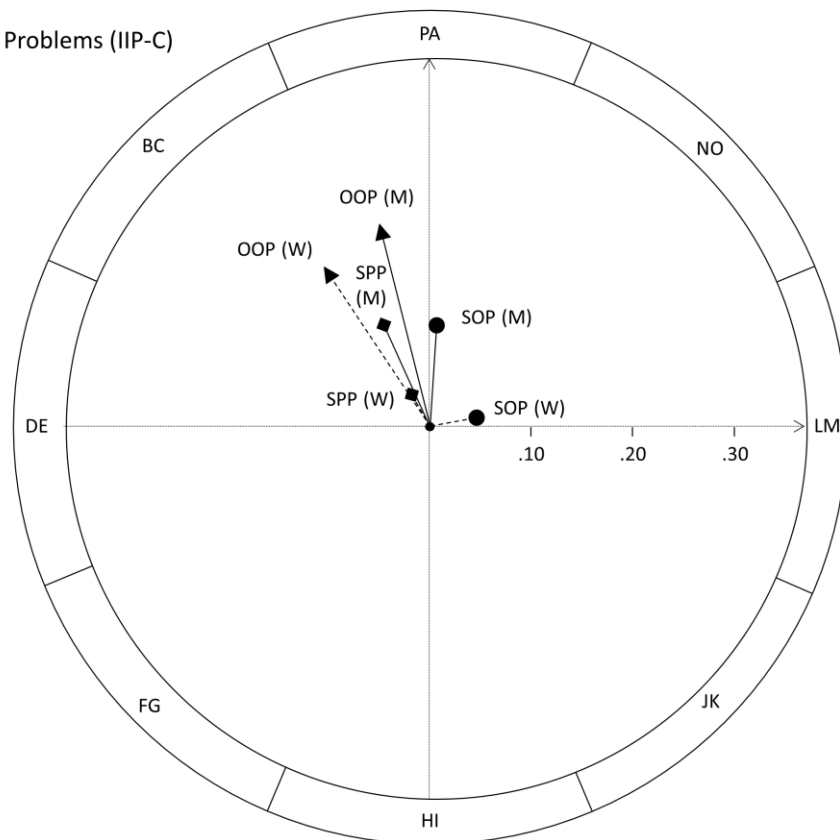 Problems (IIP-C)
PA
BC
NO
OOP (M)
OOP (W)
SPP
(M)
SOP (M)
SPP (W)
SOP (W)
DE
LM
.10
.20
.30
FG
JK
HI